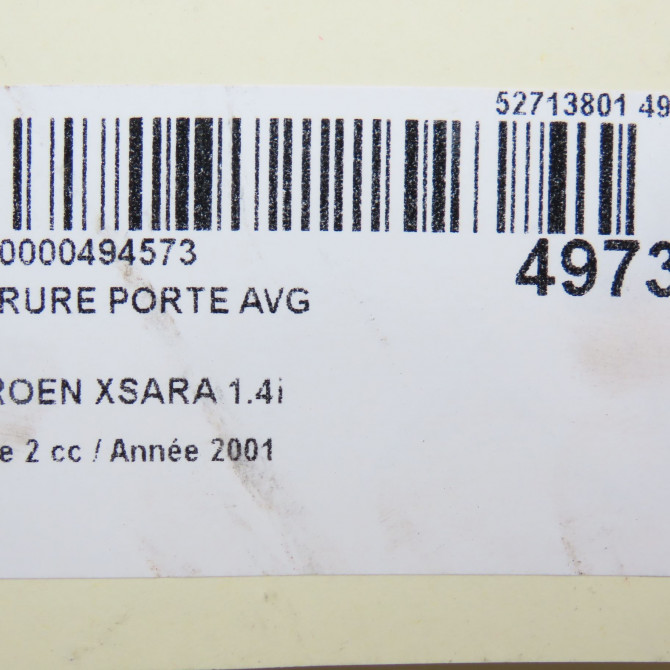 52713801 49
0000494573
4973
RURE PORTE AVG
ROEN XSARA 1.4i
e 2 cc / Année 2001